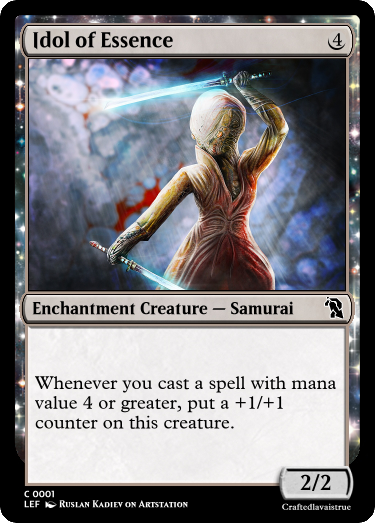 Idol of Essence 4
Enchantment Creature — Samurai
Whenever you cast a spell with mana
value 4 or greater, put a +1/+1
counter on this creature.
2/2
C 0001
LEF Ruslan Kadiev on Artstation
Craftedlavaistrue